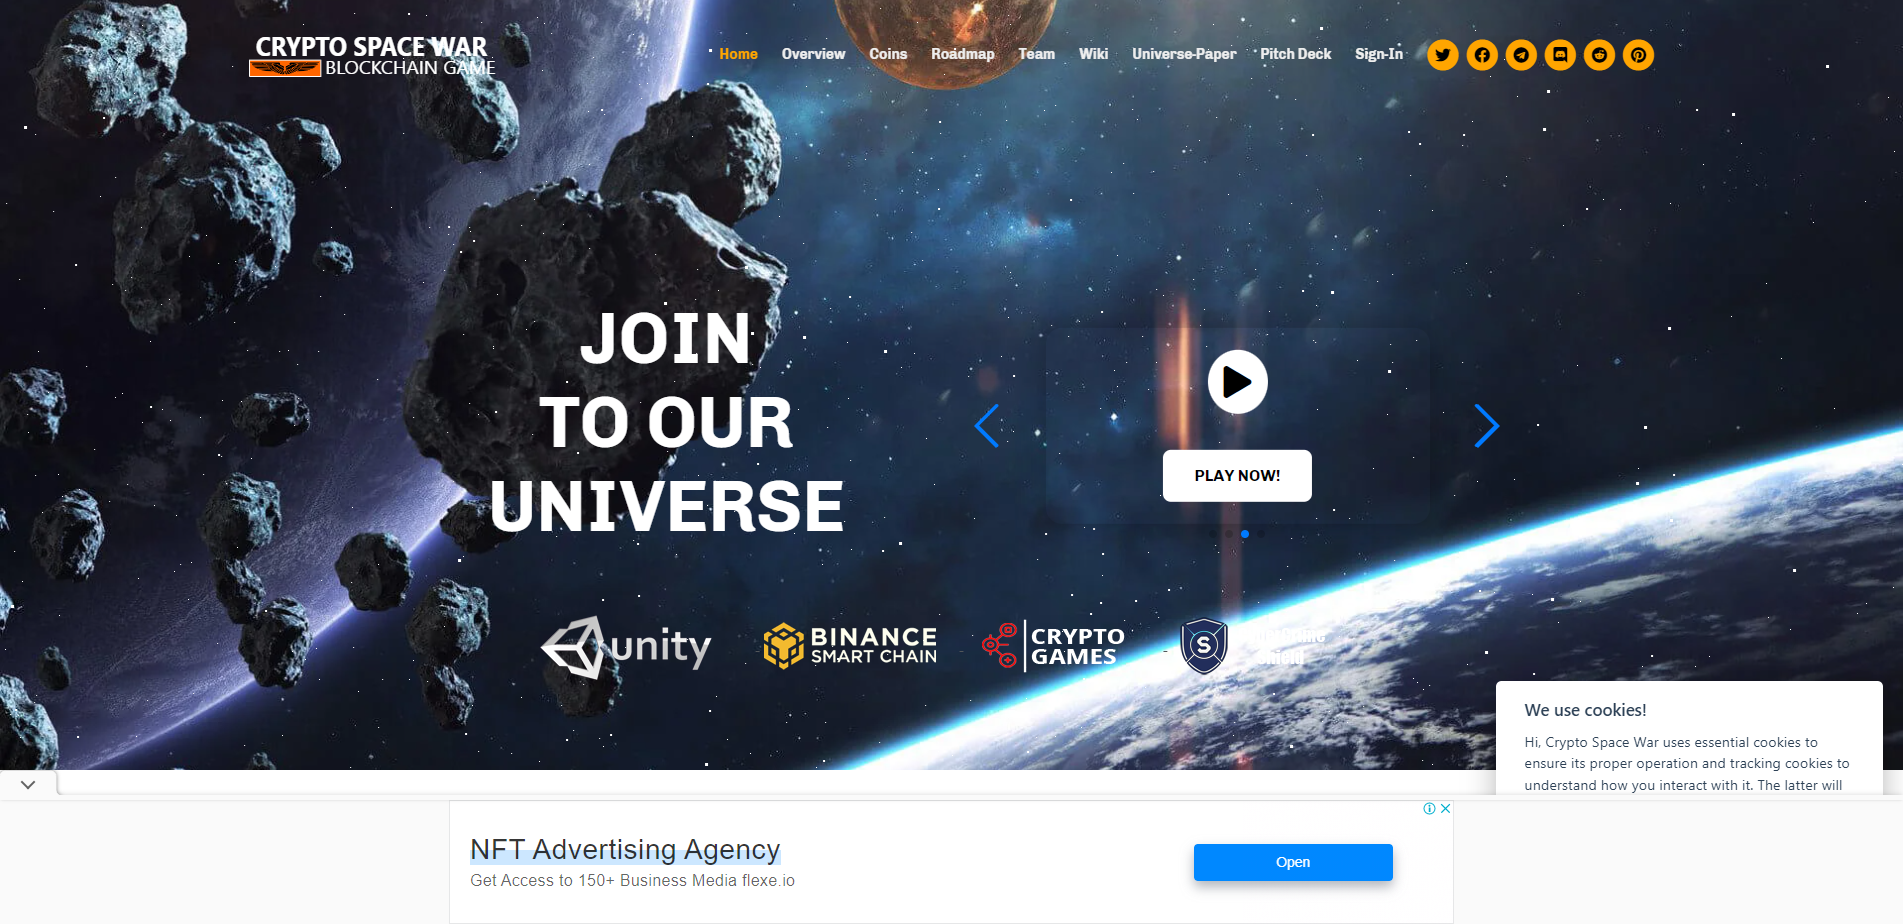 CRYPTO SPACE WAR
BLOCKCHAIN GAME
Home Overview Coins Roadmap Team Wiki Universe-Paper Pitch Deck Sign-In
JOIN
TO OUR
UNIVERSE
PLAY NOW!
unity
BINANCE
SMART CHAIN
CRYPTO
GAMES
S
Shield
We use cookies!
Hi, Crypto Space War uses essential cookies to
ensure its proper operation and tracking cookies to
understand how you interact with it. The latter will
NFT Advertising Agency
Get Access to 150+ Business Media flexe.io
Open